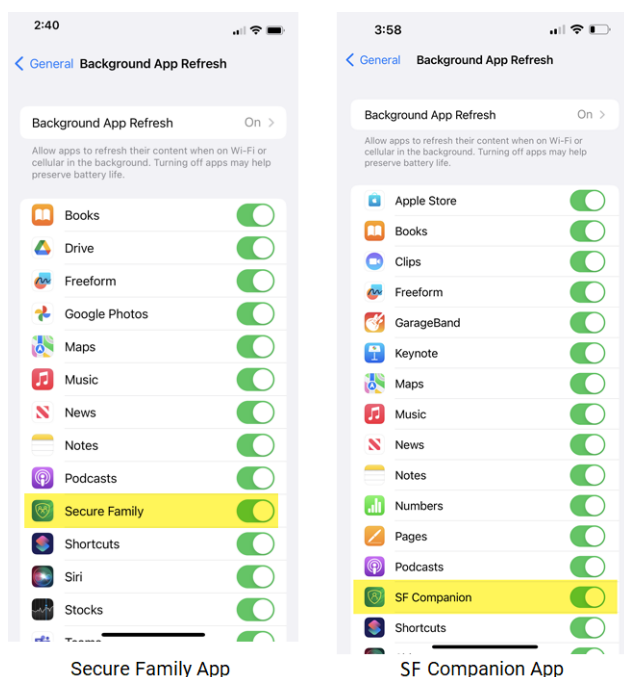 2:40
General Background App Refresh
Background App Refresh On
Allow apps to refresh their content when on Wi-Fi or
cellular in the background. Turning off apps may help
preserve battery life.
Books
Drive
Freeform
Google Photos
Maps
Music
News
Notes
Podcasts
Secure Family
Shortcuts
Siri
Stocks
Teams
Secure Family App
3:58
General Background App Refresh
Background App Refresh On
Allow apps to refresh their content when on Wi-Fi or
cellular in the background. Turning off apps may help
preserve battery life.
Apple Store
Books
Clips
Freeform
GarageBand
Keynote
Maps
Music
News
Notes
Numbers
Pages
Podcasts
SF Companion
Shortcuts
SF Companion App